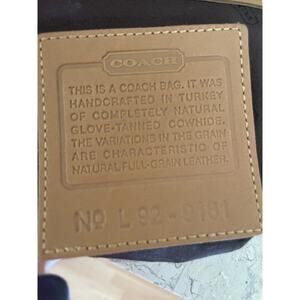 COACH
THIS IS A COACH BAG. IT WAS
HANDCRAFTED IN TURKEY
OF COMPLETELY NATURAL
GLOVE-TANNED COWHIDE.
THE VARIATIONS IN THE GRAIN
ARE CHARACTERISTIC OF
NATURAL FULL-GRAIN LEATHER.
Nº L92-9161